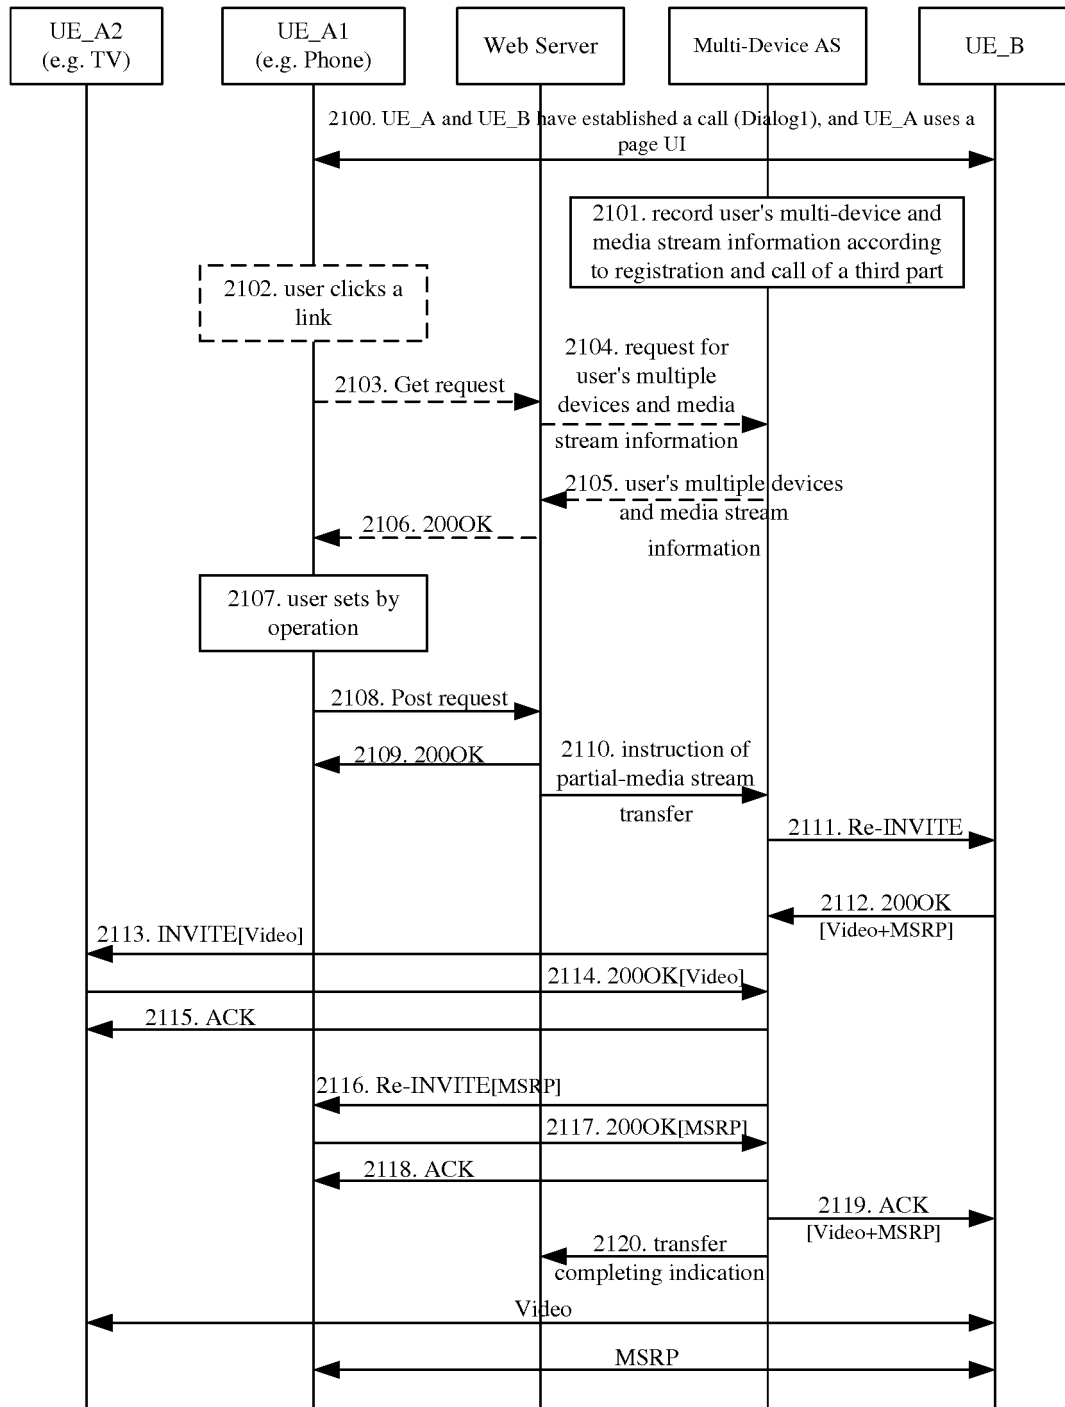 UE_A2
(e.g. TV)
UE_A1
(e.g. Phone)
Web Server
Multi-Device AS
UE_B
2100. UE_A and UE_B have established a call (Dialog1), and UE_A uses a
page UI
2101. record user's multi-device and
media stream information according
to registration and call of a third part
2102. user clicks a
link
2103. Get request
2104. request for
user's multiple
devices and media
stream information
2105. user's multiple devices
and media stream
information
2106. 200OK
2107. user sets by
operation
2108. Post request
2109. 200OK
2110. instruction of
partial-media stream
transfer
2111. Re-INVITE
2112. 200OK
[Video+MSRP]
2113. INVITE[Video]
2114. 200OK[Video]
2115. ACK
2116. Re-INVITE[MSRP]
2117. 200OK[MSRP]
2118. ACK
2119. ACK
[Video+MSRP]
2120. transfer
completing indication
Video
MSRP